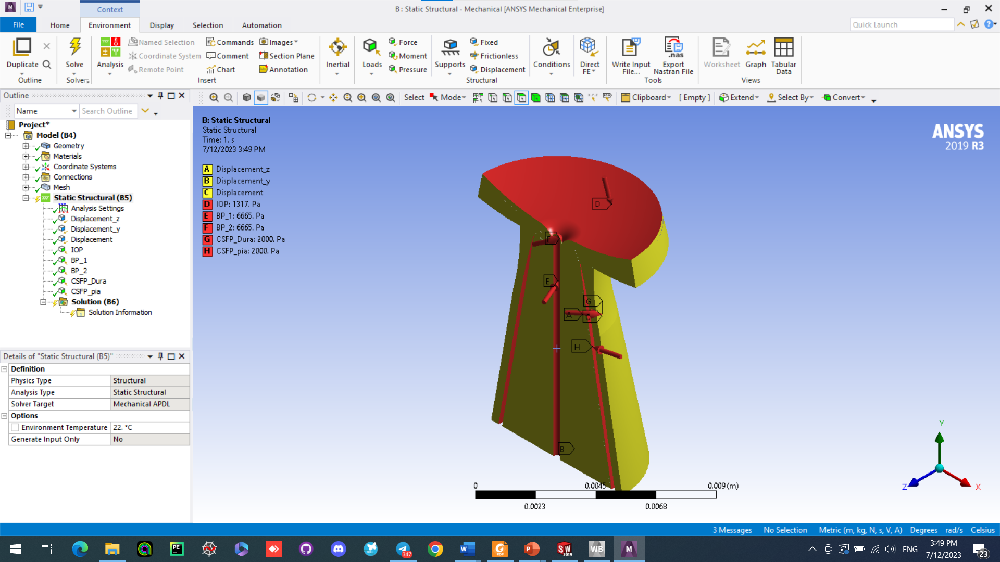 Context
B : Static Structural - Mechanical [ANSYS Mechanical Enterprise]
File Home Environment Display Selection Automation
Quick Launch
Duplicate
Outline
Solve
Solver
Analysis
Named Selection
Coordinate System
Remote Point
Commands
Comment
Chart
Images
Section Plane
Annotation
Insert
Inertial
Loads
Force
Moment
Pressure
Supports
Fixed
Frictionless
Displacement
Structural
Conditions
Direct
FE
Write Input
File...
.nas
Export
Nastran File
Tools
Worksheet
Graph
Tabular
Data
Views
Outline
Name
Search Outline
Select Mode Clipboard [ Empty ] Extend Select By Convert
Project*
Model (B4)
Geometry
Materials
Coordinate Systems
Connections
Mesh
Static Structural (B5)
Analysis Settings
Displacement_z
Displacement_y
Displacement
IOP
BP_1
BP_2
CSFP_Dura
CSFP_pia
Solution (B6)
Solution Information
Details of "Static Structural (B5)"
Definition
Physics Type Structural
Analysis Type Static Structural
Solver Target Mechanical APDL
Options
Environment Temperature 22. °C
Generate Input Only No
B: Static Structural
Static Structural
Time: 1. s
7/12/2023 3:49 PM
A Displacement_z
B Displacement_y
C Displacement
D IOP: 1317. Pa
E BP_1: 6665. Pa
F BP_2: 6665. Pa
G CSFP_Dura: 2000. Pa
H CSFP_pia: 2000. Pa
ANSYS
2019 R3
D
F
E
G
A
C
H
B
0 0.0045 0.009 (m)
0.0023 0.0068
Y
Z
X
3 Messages No Selection Metric (m, kg, N, s, V, A) Degrees rad/s Celsius
PE
347
W
PDF
P
SW
2019
WB
M
ENG
3:49 PM
7/12/2023
23